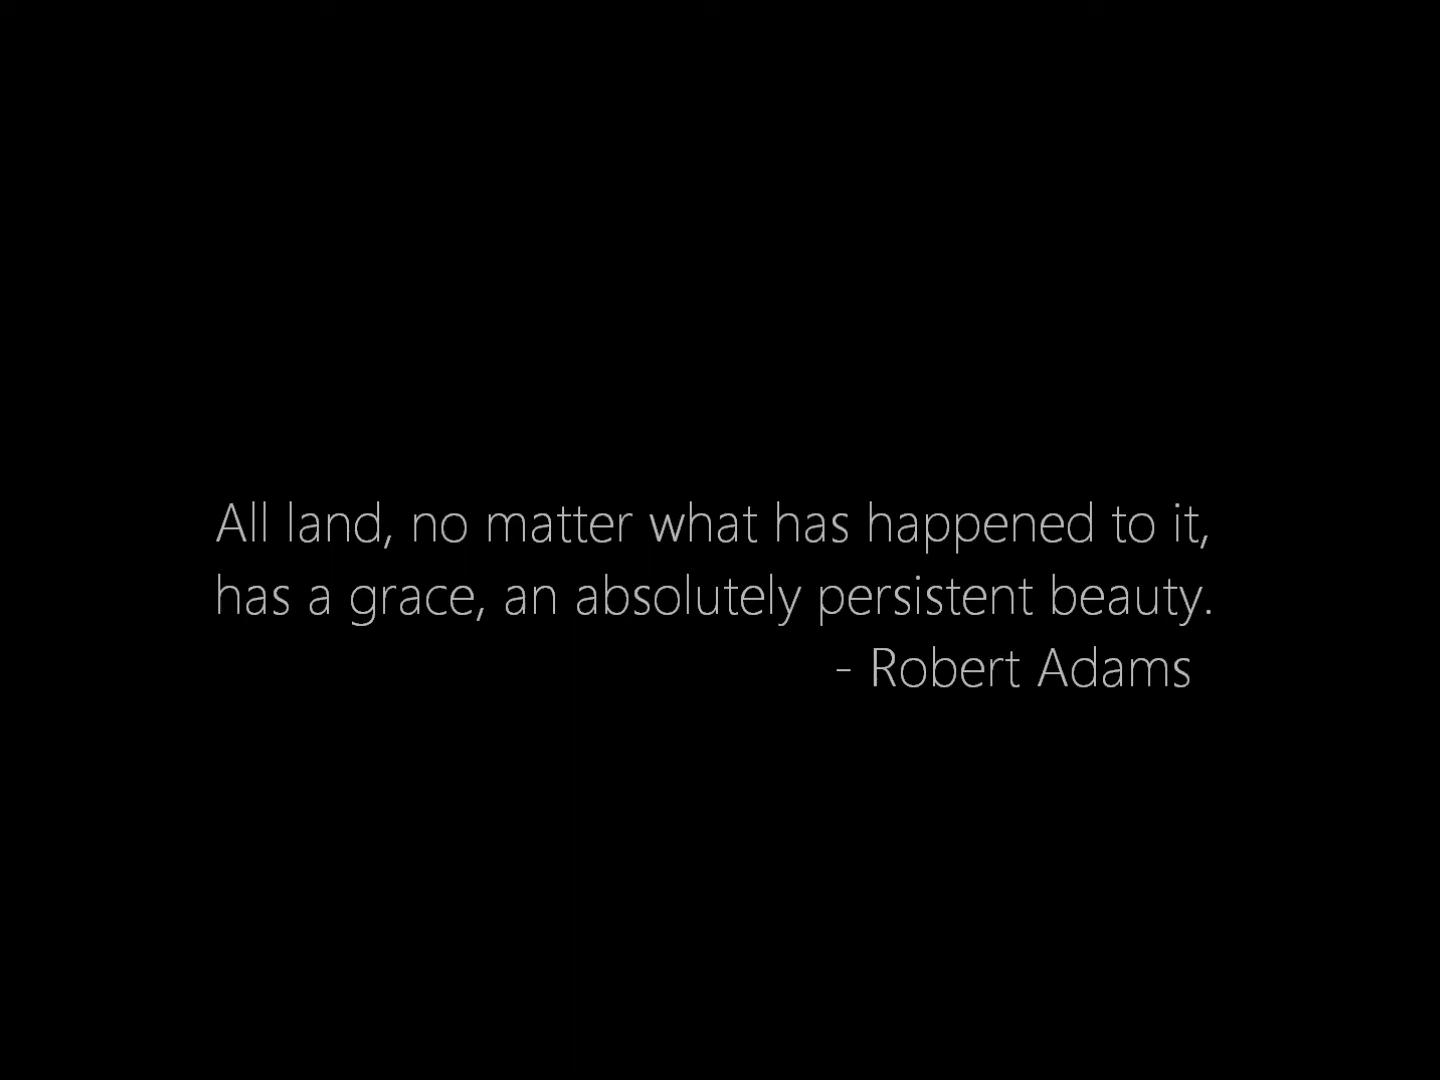 All land, no matter what has happened to it,
has a grace, an absolutely persistent beauty.
- Robert Adams